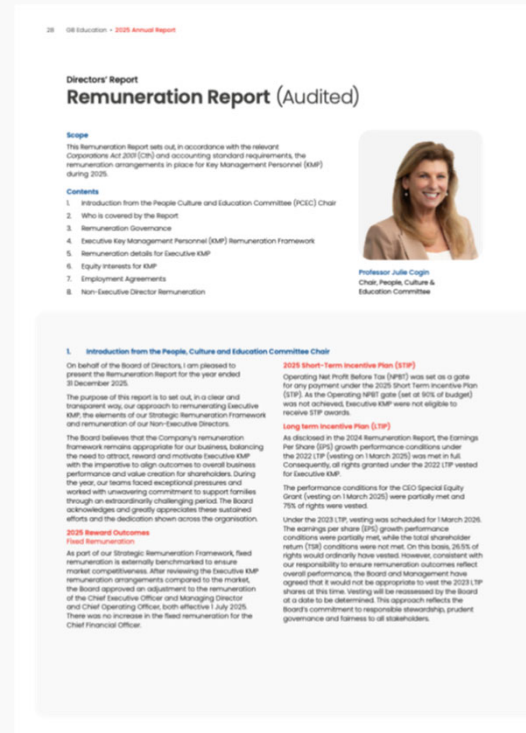 28 G8 Education • 2025 Annual Report
Directors' Report
Remuneration Report (Audited)
Scope
This Remuneration Report sets out, in accordance with the relevant
Corporations Act 2001 (Cth) and accounting standard requirements, the
remuneration arrangements in place for Key Management Personnel (KMP)
during 2025.
Contents
1. Introduction from the People Culture and Education Committee (PCEC) Chair
2. Who is covered by the Report
3. Remuneration Governance
4. Executive Key Management Personnel (KMP) Remuneration Framework
5. Remuneration details for Executive KMP
6. Equity Interests for KMP
7. Employment Agreements
8. Non-Executive Director Remuneration
Professor Julie Cogin
Chair, People, Culture &
Education Committee
1. Introduction from the People, Culture and Education Committee Chair
On behalf of the Board of Directors, I am pleased to
present the Remuneration Report for the year ended
31 December 2025.
The purpose of this report is to set out, in a clear and
transparent way, our approach to remunerating Executive
KMP, the elements of our Strategic Remuneration Framework
and remuneration of our Non-Executive Directors.
The Board believes that the Company's remuneration
framework remains appropriate for our business, balancing
the need to attract, reward and motivate Executive KMP
with the imperative to align outcomes to overall business
performance and value creation for shareholders. During
the year, our teams faced exceptional pressures and
worked with unwavering commitment to support families
through an extraordinarily challenging period. The Board
acknowledges and greatly appreciates these sustained
efforts and the dedication shown across the organisation.
2025 Reward Outcomes
Fixed Remuneration
As part of our Strategic Remuneration Framework, fixed
remuneration is externally benchmarked to ensure
market competitiveness. After reviewing the Executive KMP
remuneration arrangements compared to the market,
the Board approved an adjustment to the remuneration
of the Chief Executive Officer and Managing Director
and Chief Operating Officer, both effective 1 July 2025.
There was no increase in the fixed remuneration for the
Chief Financial Officer.
2025 Short-Term Incentive Plan (STIP)
Operating Net Profit Before Tax (NPBT) was set as a gate
for any payment under the 2025 Short Term Incentive Plan
(STIP). As the Operating NPBT gate (set at 90% of budget)
was not achieved, Executive KMP were not eligible to
receive STIP awards.
Long term Incentive Plan (LTIP)
As disclosed in the 2024 Remuneration Report, the Earnings
Per Share (EPS) growth performance conditions under
the 2022 LTIP (vesting on 1 March 2025) was met in full.
Consequently, all rights granted under the 2022 LTIP vested
for Executive KMP.
The performance conditions for the CEO Special Equity
Grant (vesting on 1 March 2025) were partially met and
75% of rights were vested.
Under the 2023 LTIP, vesting was scheduled for 1 March 2026.
The earnings per share (EPS) growth performance
conditions were partially met, while the total shareholder
return (TSR) conditions were not met. On this basis, 26.5% of
rights would ordinarily have vested. However, consistent with
our responsibility to ensure remuneration outcomes reflect
overall performance, the Board and Management have
agreed that it would not be appropriate to vest the 2023 LTIP
shares at this time. Vesting will be reassessed by the Board
at a date to be determined. This approach reflects the
Board's commitment to responsible stewardship, prudent
governance and fairness to all stakeholders.